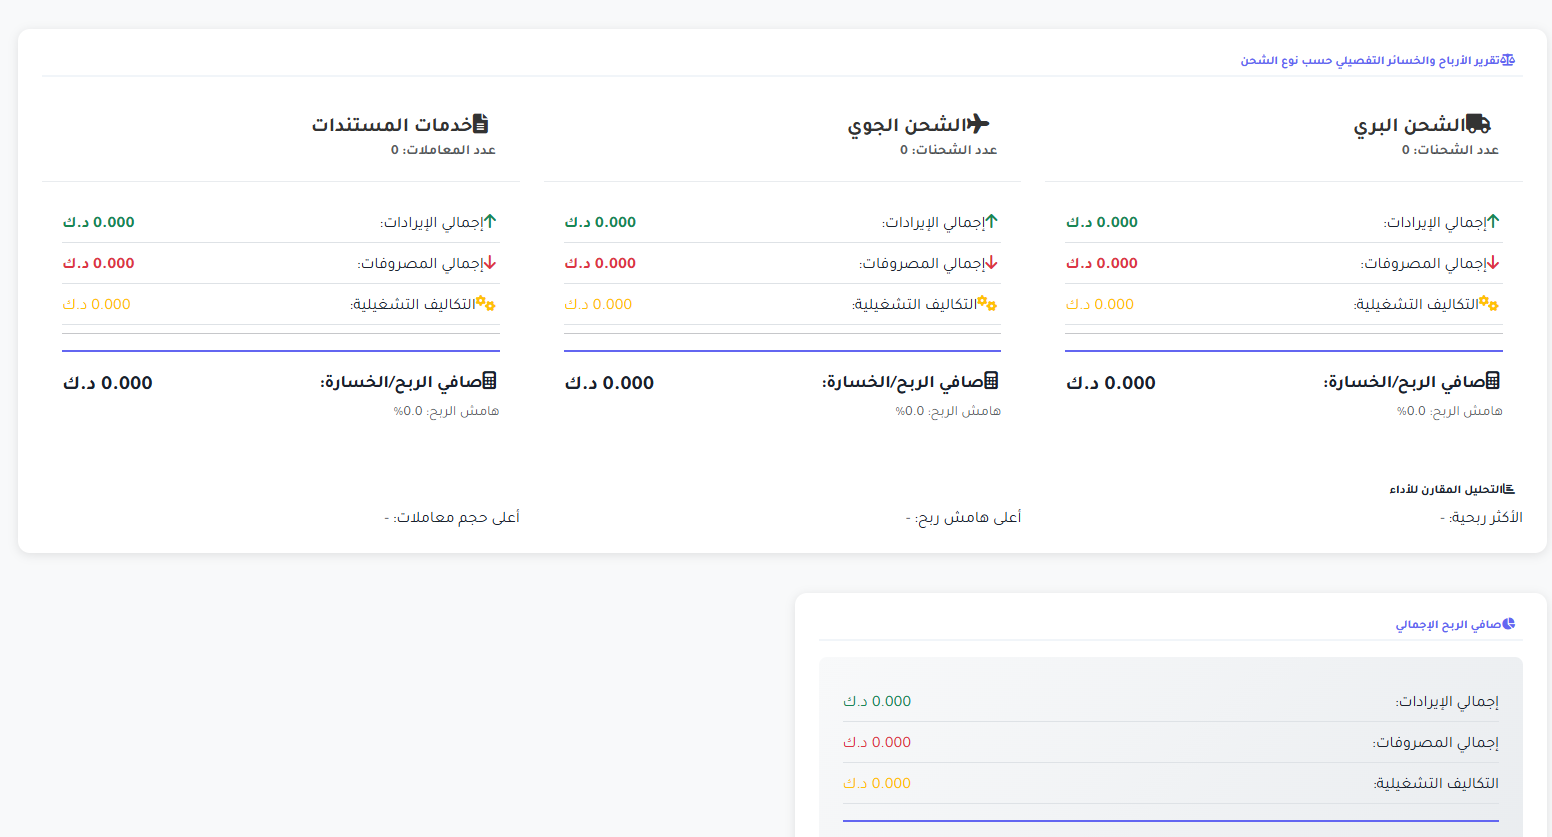 تقرير الأرباح والخسائر التفصيلي حسب نوع الشحن
الشحن البري
عدد الشحنات: 0
إجمالي الإيرادات: 0.000 د.ك
إجمالي المصروفات: 0.000 د.ك
التكاليف التشغيلية: 0.000 د.ك
صافي الربح/الخسارة: 0.000 د.ك
هامش الربح: 0.0%
الشحن الجوي
عدد الشحنات: 0
إجمالي الإيرادات: 0.000 د.ك
إجمالي المصروفات: 0.000 د.ك
التكاليف التشغيلية: 0.000 د.ك
صافي الربح/الخسارة: 0.000 د.ك
هامش الربح: 0.0%
خدمات المستندات
عدد المعاملات: 0
إجمالي الإيرادات: 0.000 د.ك
إجمالي المصروفات: 0.000 د.ك
التكاليف التشغيلية: 0.000 د.ك
صافي الربح/الخسارة: 0.000 د.ك
هامش الربح: 0.0%
التحليل المقارن للأداء
الأكثر ربحية: -
أعلى هامش ربح: -
أعلى حجم معاملات: -
صافي الربح الإجمالي
إجمالي الإيرادات: 0.000 د.ك
إجمالي المصروفات: 0.000 د.ك
التكاليف التشغيلية: 0.000 د.ك